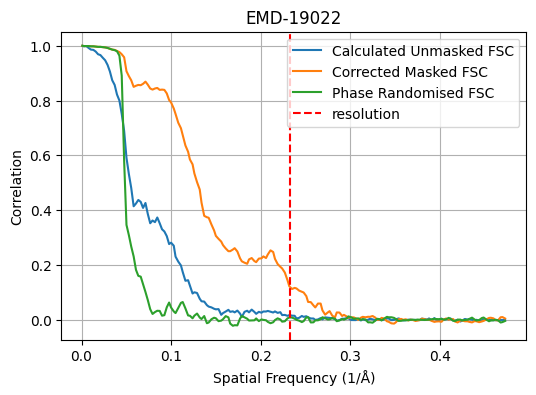 EMD-19022
Calculated Unmasked FSC
Corrected Masked FSC
Phase Randomised FSC
resolution
Correlation
1.0
0.8
0.6
0.4
0.2
0.0
0.0 0.1 0.2 0.3 0.4
Spatial Frequency (1/Å)